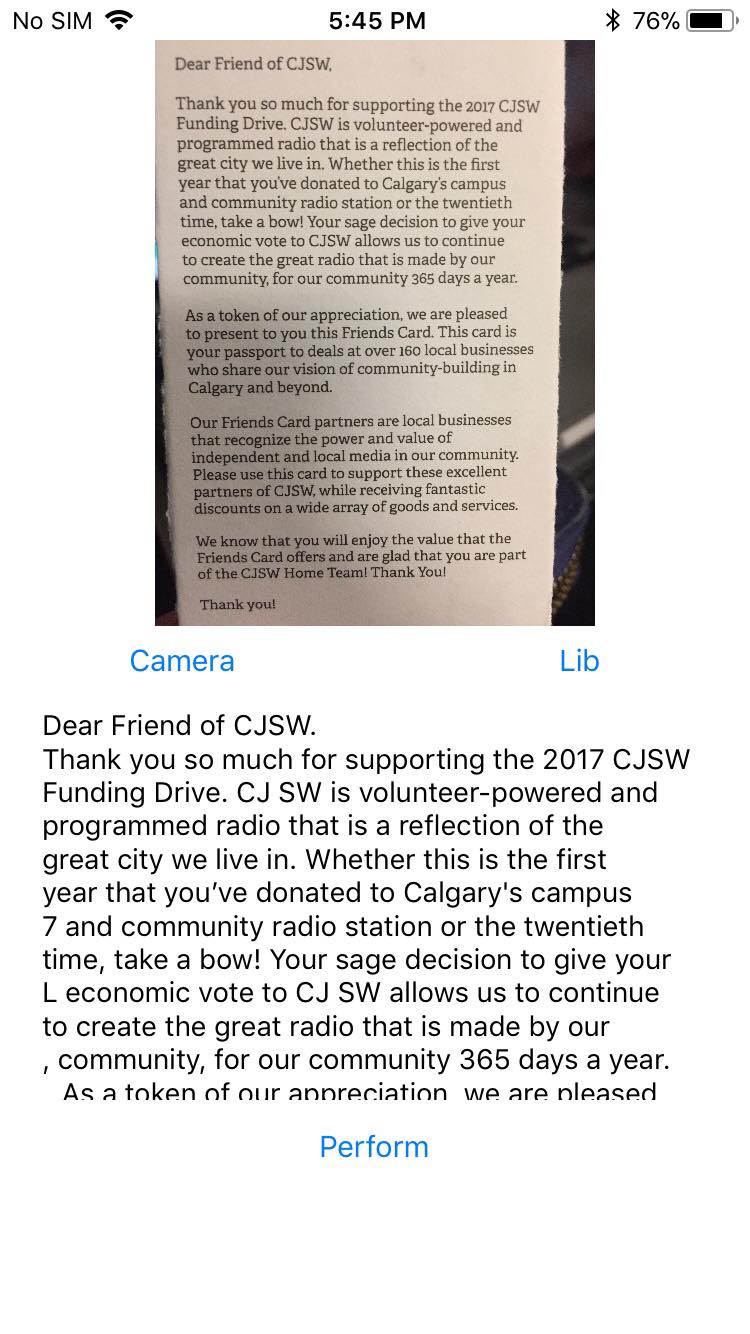 No SIM 5:45 PM 76%
Dear Friend of CJSW,
Thank you so much for supporting the 2017 CJSW
Funding Drive. CJSW is volunteer-powered and
programmed radio that is a reflection of the
great city we live in. Whether this is the first
year that you've donated to Calgary's campus
and community radio station or the twentieth
time, take a bow! Your sage decision to give your
economic vote to CJSW allows us to continue
to create the great radio that is made by our
community, for our community 365 days a year.
As a token of our appreciation, we are pleased
to present to you this Friends Card. This card is
your passport to deals at over 160 local businesses
who share our vision of community-building in
Calgary and beyond.
Our Friends Card partners are local businesses
that recognize the power and value of
independent and local media in our community.
Please use this card to support these excellent
partners of CJSW, while receiving fantastic
discounts on a wide array of goods and services.
We know that you will enjoy the value that the
Friends Card offers and are glad that you are part
of the CJSW Home Team! Thank You!
Thank you!
Camera Lib
Dear Friend of CJSW.
Thank you so much for supporting the 2017 CJSW
Funding Drive. CJ SW is volunteer-powered and
programmed radio that is a reflection of the
great city we live in. Whether this is the first
year that you’ve donated to Calgary's campus
7 and community radio station or the twentieth
time, take a bow! Your sage decision to give your
L economic vote to CJ SW allows us to continue
to create the great radio that is made by our
, community, for our community 365 days a year.
As a token of our appreciation, we are pleased
Perform